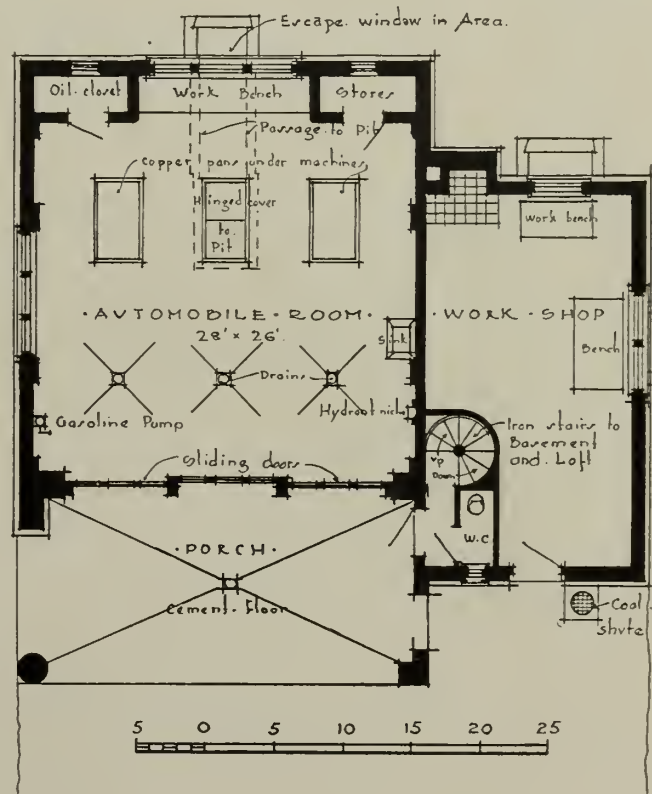 Escape window in Area.
Oil-closet
Work Bench
Stores
Passage to Pit
Copper pans under machines
Hinged cover
to
Pit
Work bench
· AUTOMOBILE · ROOM ·
28' × 26'.
· WORK · SHOP
Sink
Bench
Drains
Gasoline Pump
Hydrant niche
Iron stairs to
Basement
and Loft
Up
Down
Sliding doors
W.C
· PORCH ·
Cement-Floor
Coal
shute
5 0 5 10 15 20 25